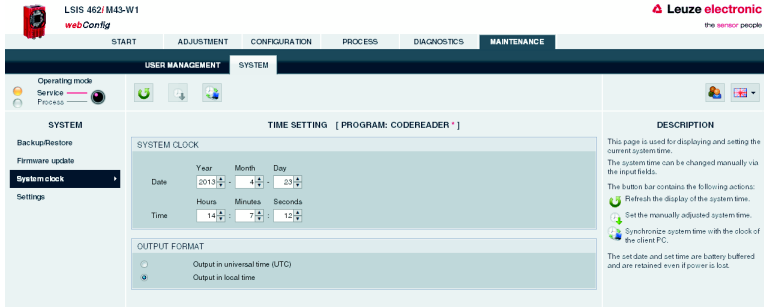 LSIS 462i M43-W1
webConfig
Leuze electronic
the sensor people
START ADJUSTMENT CONFIGURATION PROCESS DIAGNOSTICS MAINTENANCE
USER MANAGEMENT SYSTEM
Operating mode
Service
Process
SYSTEM
Backup/Restore
Firmware update
System clock
Settings
TIME SETTING [ PROGRAM: CODEREADER * ]
SYSTEM CLOCK
Year Month Day
Date 2013 - 4 - 23
Hours Minutes Seconds
Time 14 : 7 : 12
OUTPUT FORMAT
Output in universal time (UTC)
Output in local time
DESCRIPTION
This page is used for displaying and setting the
current system time.
The system time can be changed manually via
the input fields.
The button bar contains the following actions:
Refresh the display of the system time.
Set the manually adjusted system time.
Synchronize system time with the clock of
the client PC.
The set date and set time are battery buffered
and are retained even if power is lost.